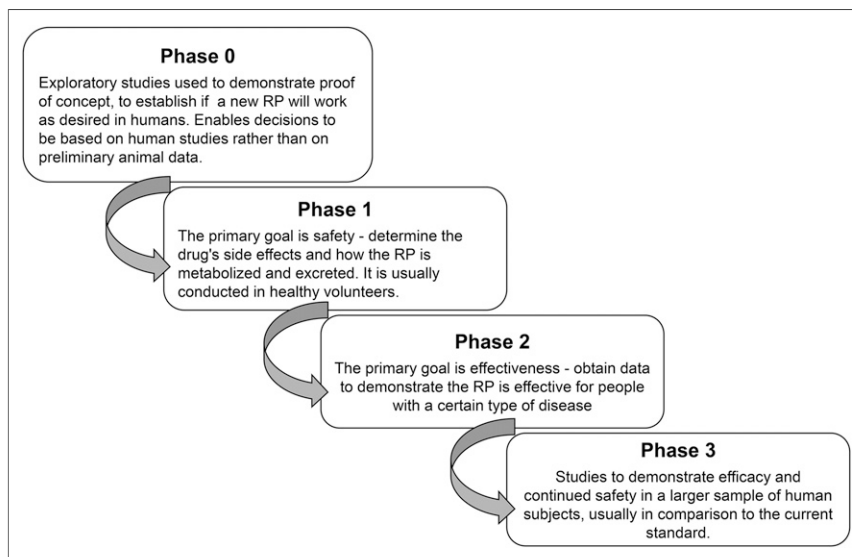 Phase 0
Exploratory studies used to demonstrate proof
of concept, to establish if a new RP will work
as desired in humans. Enables decisions to
be based on human studies rather than on
preliminary animal data.
Phase 1
The primary goal is safety - determine the
drug's side effects and how the RP is
metabolized and excreted. It is usually
conducted in healthy volunteers.
Phase 2
The primary goal is effectiveness - obtain data
to demonstrate the RP is effective for people
with a certain type of disease
Phase 3
Studies to demonstrate efficacy and
continued safety in a larger sample of human
subjects, usually in comparison to the current
standard.